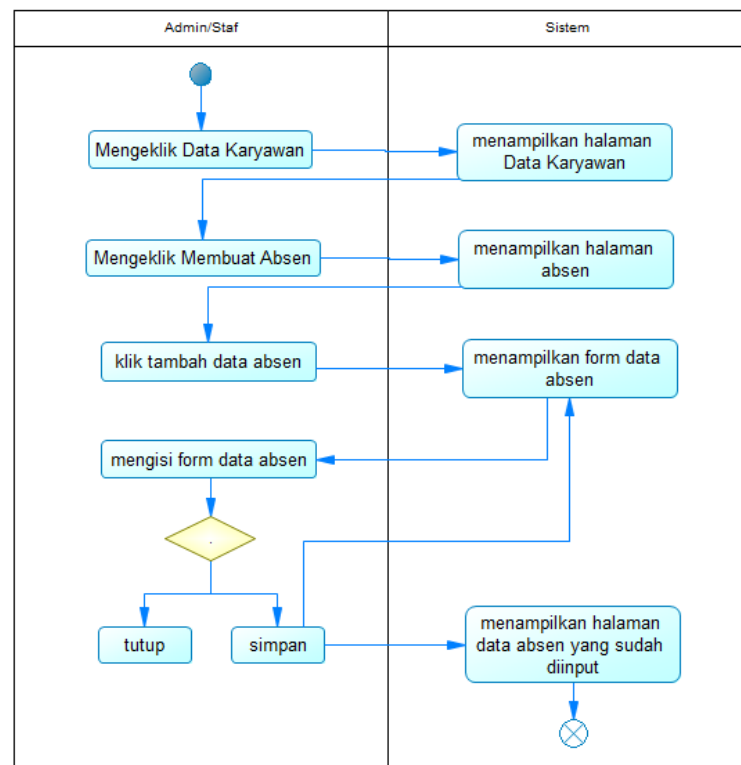 Admin/Staf
Sistem
Mengeklik Data Karyawan
menampilkan halaman
Data Karyawan
Mengeklik Membuat Absen
menampilkan halaman
absen
klik tambah data absen
menampilkan form data
absen
mengisi form data absen
.
tutup
simpan
menampilkan halaman
data absen yang sudah
diinput